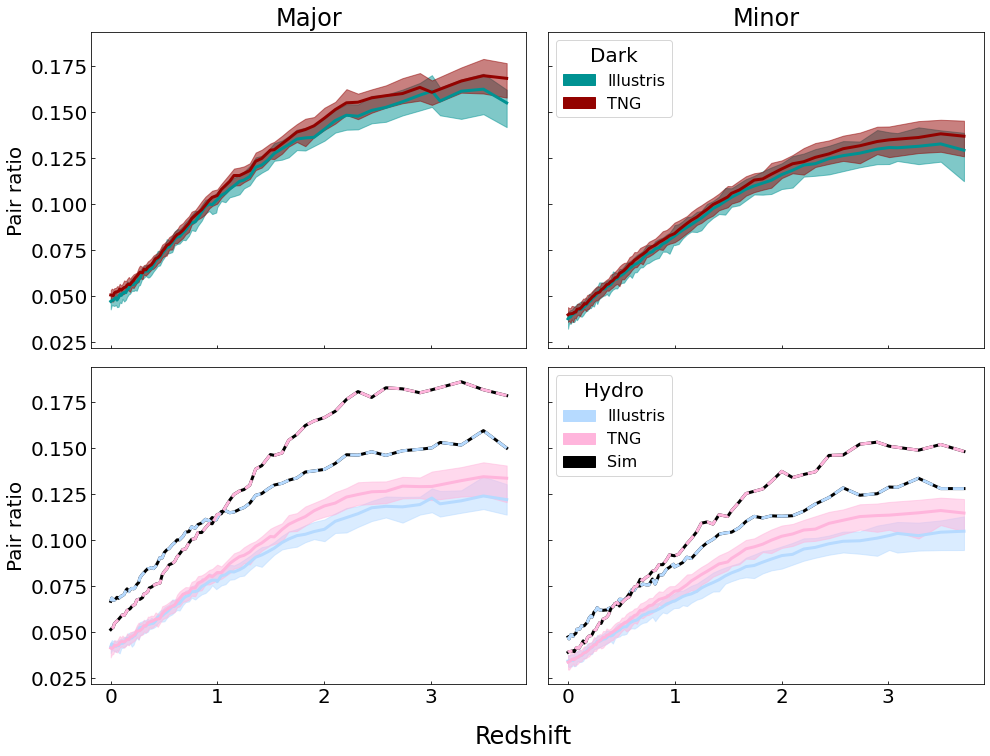 Major
Minor
Pair ratio
0.175
0.150
0.125
0.100
0.075
0.050
0.025
0
1
2
3
Dark
Illustris
TNG
0
1
2
3
Pair ratio
0.175
0.150
0.125
0.100
0.075
0.050
0.025
Hydro
Illustris
TNG
Sim
Redshift